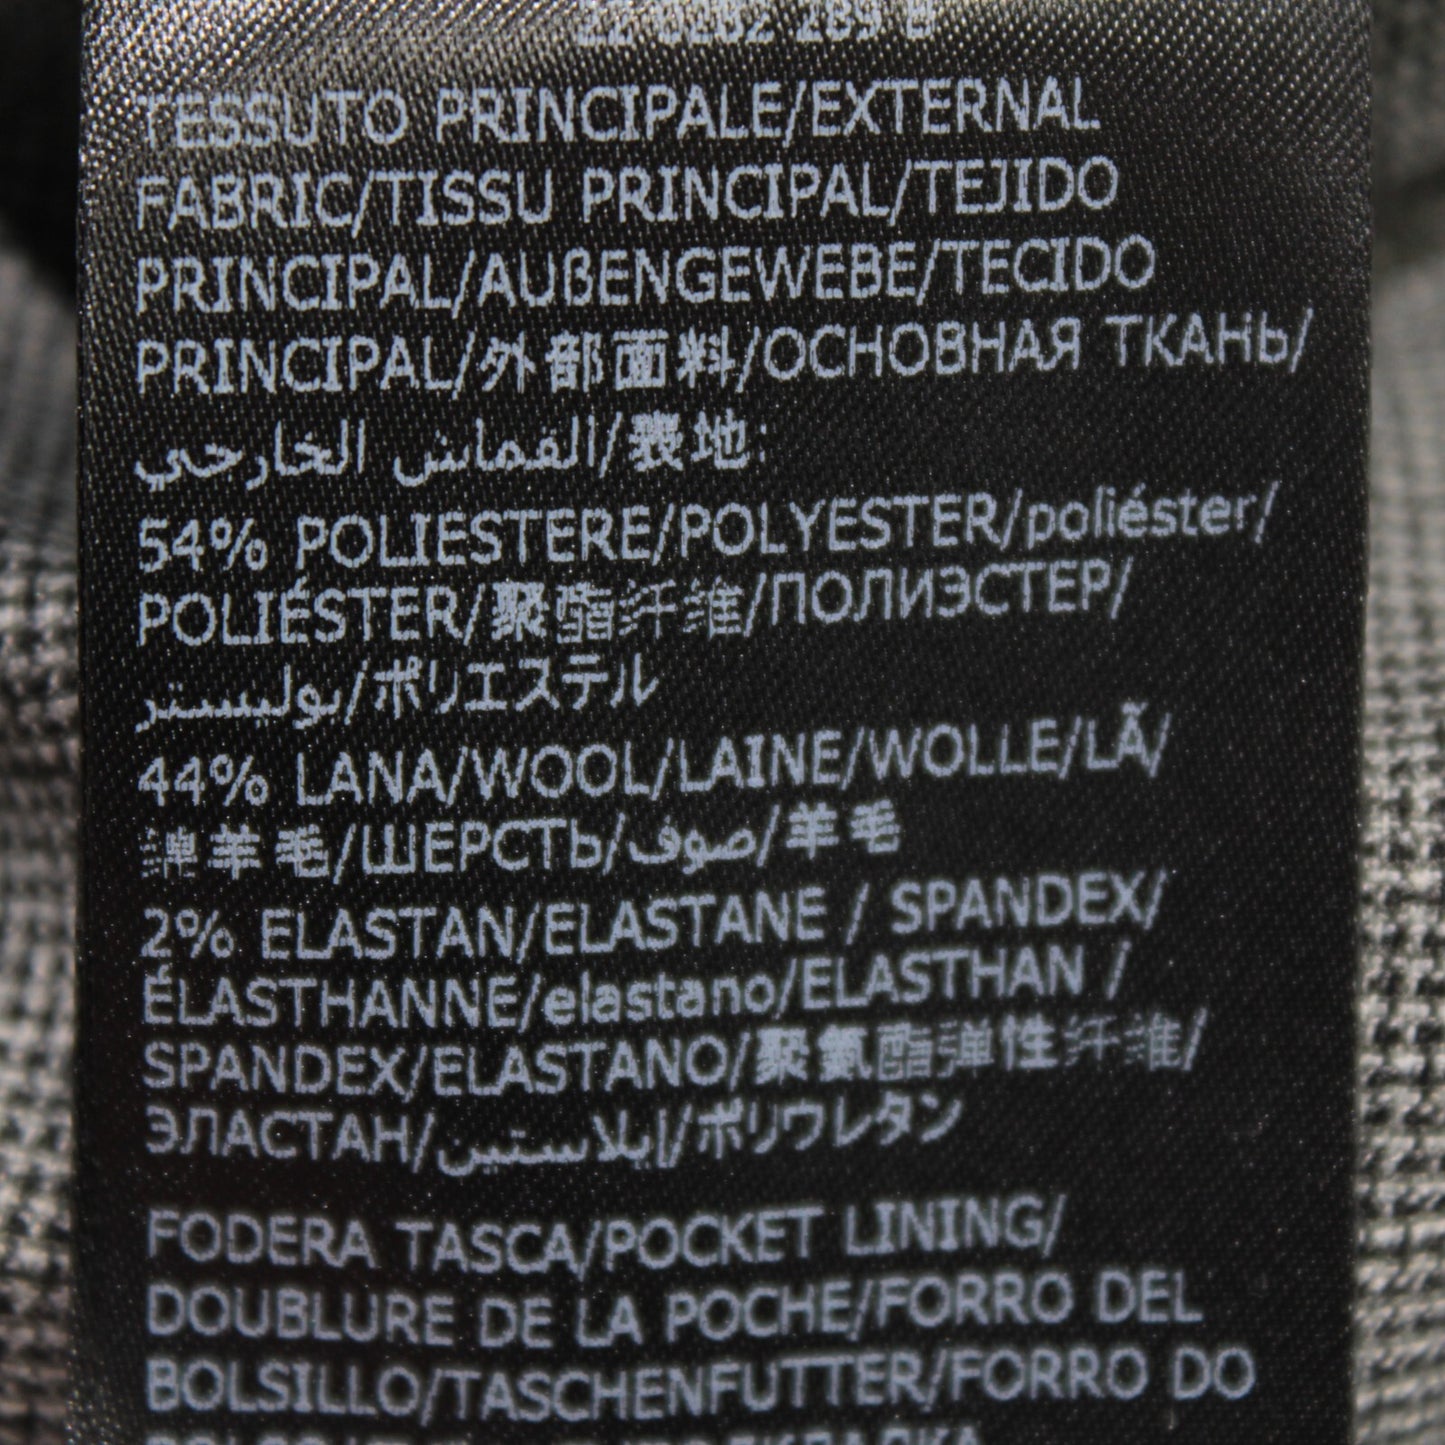 TESSUTO PRINCIPALE/EXTERNAL
FABRIC/TISSU PRINCIPAL/TEJIDO
PRINCIPAL/AUßENGEWEBE/TECIDO
PRINCIPAL/外部面料/ОСНОВНАЯ ТКАНЬ/
القماش الخارجي/表地:
54% POLIESTERE/POLYESTER/poliéster/
POLIÉSTER/聚酯纤维/ПОЛИЭСТЕР/
بوليستر/ポリエステル
44% LANA/WOOL/LAINE/WOLLE/LÃ/
绵羊毛/ШЕРСТЬ/صوف/羊毛
2% ELASTAN/ELASTANE / SPANDEX/
ÉLASTHANNE/elastano/ELASTHAN /
SPANDEX/ELASTANO/聚氨酯弹性纤维/
ЭЛАСТАН/إيلاستين/ポリウレタン
FODERA TASCA/POCKET LINING/
DOUBLURE DE LA POCHE/FORRO DEL
BOLSILLO/TASCHENFUTTER/FORRO DO